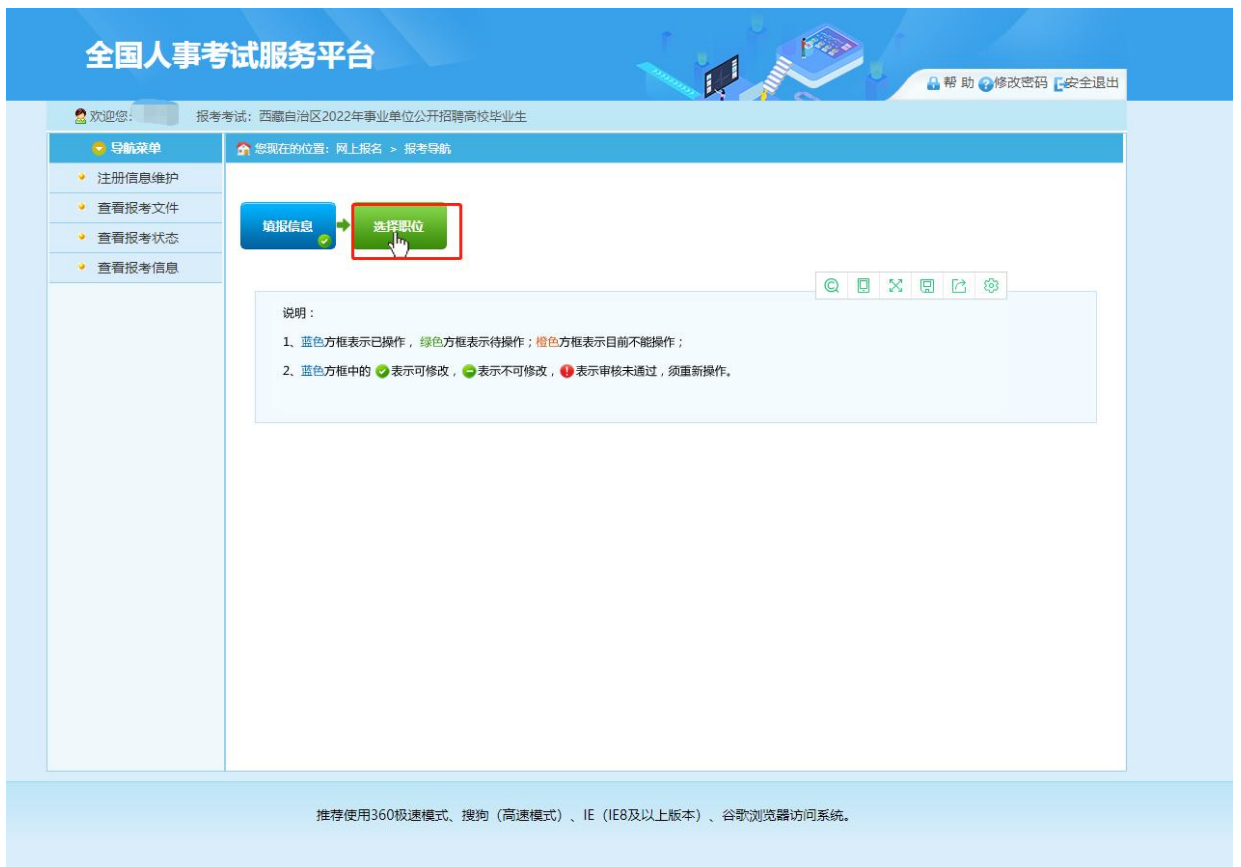 全国人事考试服务平台
帮 助 修改密码 安全退出
欢迎您: 报考考试: 西藏自治区2022年事业单位公开招聘高校毕业生
导航菜单
您现在的位置: 网上报名 > 报考导航
注册信息维护
查看报考文件
查看报考状态
查看报考信息
填报信息 选择职位
说明：
1、蓝色方框表示已操作，绿色方框表示待操作；橙色方框表示目前不能操作；
2、蓝色方框中的 表示可修改， 表示不可修改， 表示审核未通过，须重新操作。
推荐使用360极速模式、搜狗（高速模式）、IE（IE8及以上版本）、谷歌浏览器访问系统。